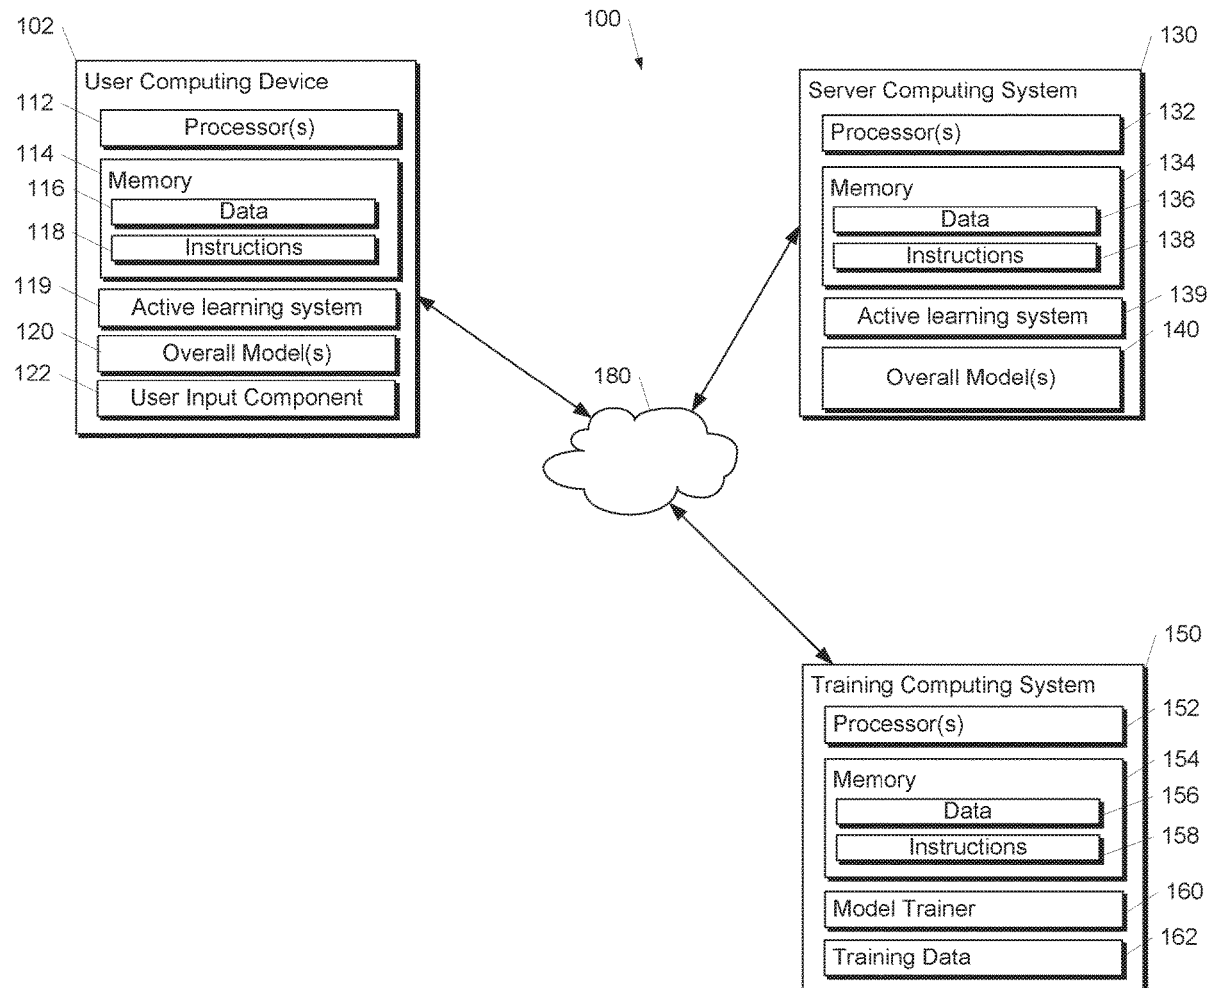 100
102
User Computing Device
112
Processor(s)
114
Memory
116
Data
118
Instructions
119
Active learning system
120
Overall Model(s)
122
User Input Component
130
Server Computing System
132
Processor(s)
134
Memory
136
Data
138
Instructions
139
Active learning system
140
Overall Model(s)
180
150
Training Computing System
152
Processor(s)
154
Memory
156
Data
158
Instructions
160
Model Trainer
162
Training Data